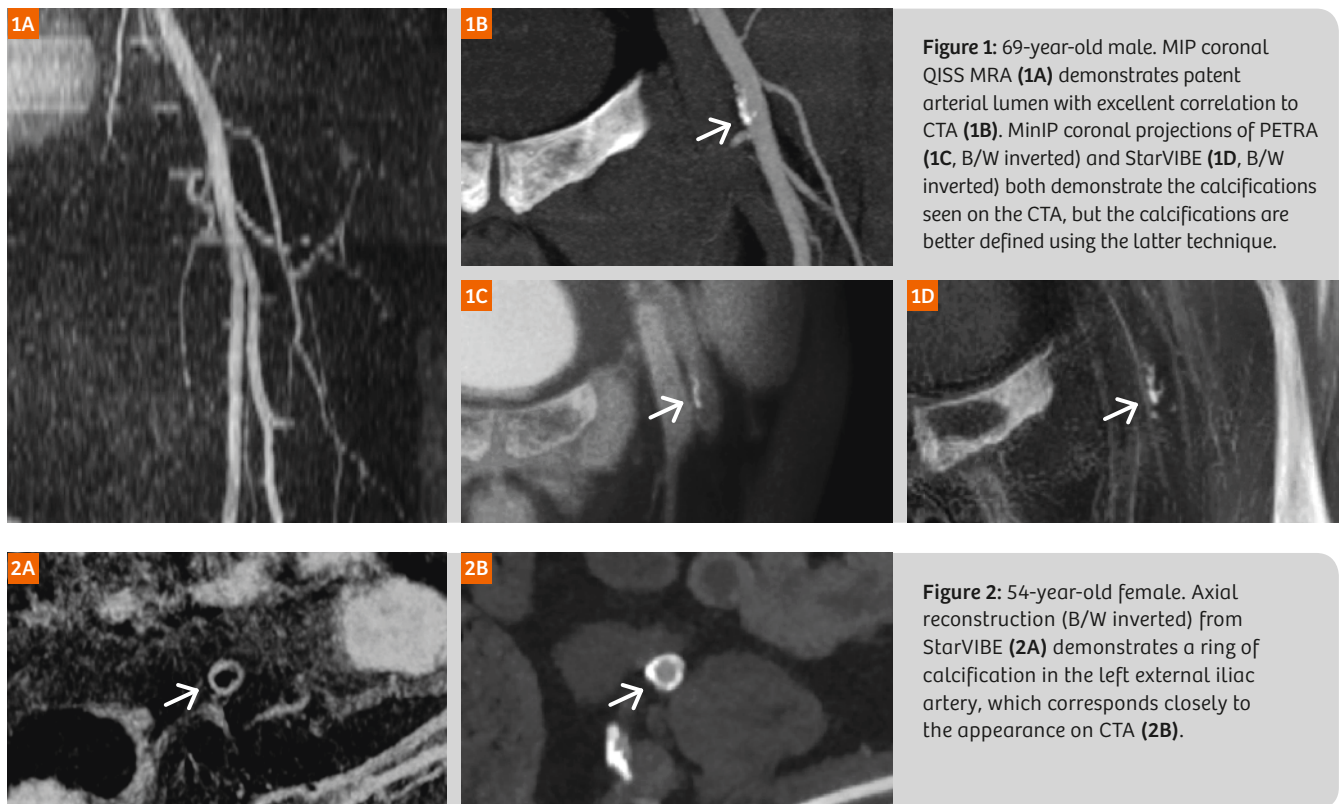 1A
1B
Figure 1: 69-year-old male. MIP coronal
QISS MRA (1A) demonstrates patent
arterial lumen with excellent correlation to
CTA (1B). MinIP coronal projections of PETRA
(1C, B/W inverted) and StarVIBE (1D, B/W
inverted) both demonstrate the calcifications
seen on the CTA, but the calcifications are
better defined using the latter technique.
1C
1D
2A
2B
Figure 2: 54-year-old female. Axial
reconstruction (B/W inverted) from
StarVIBE (2A) demonstrates a ring of
calcification in the left external iliac
artery, which corresponds closely to
the appearance on CTA (2B).